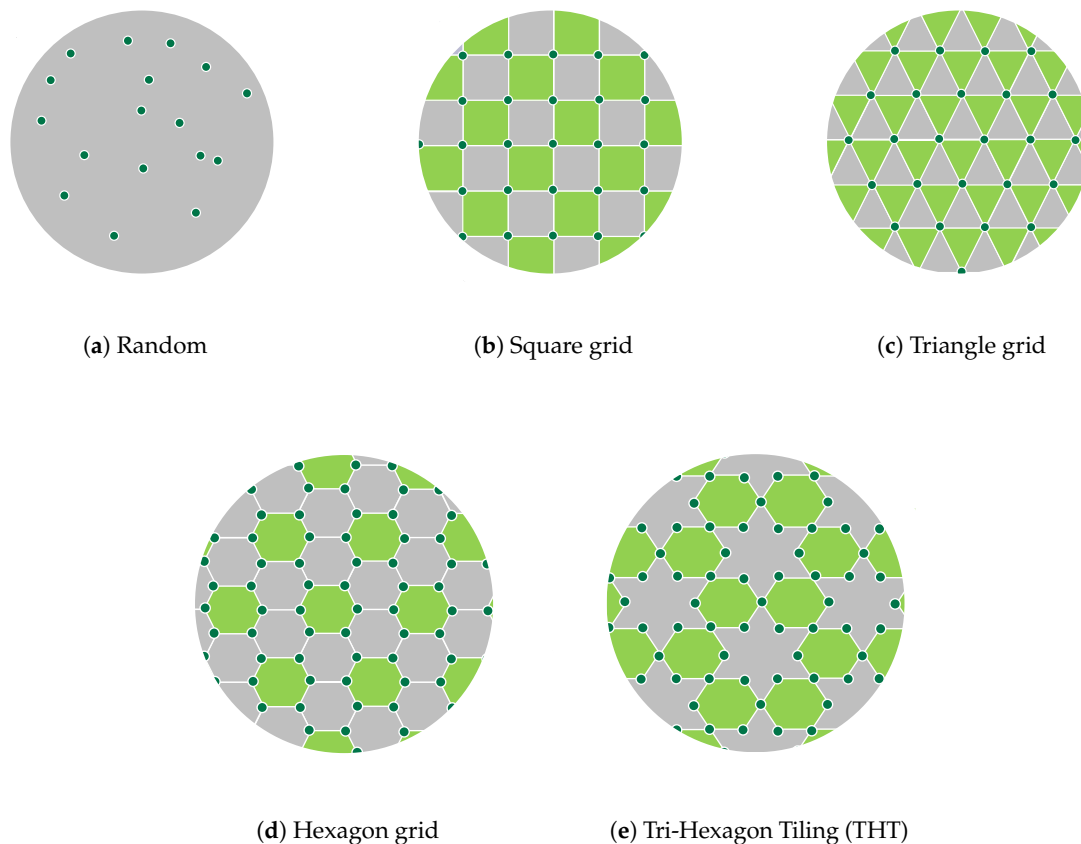 (a) Random
(b) Square grid
(c) Triangle grid
(d) Hexagon grid
(e) Tri-Hexagon Tiling (THT)